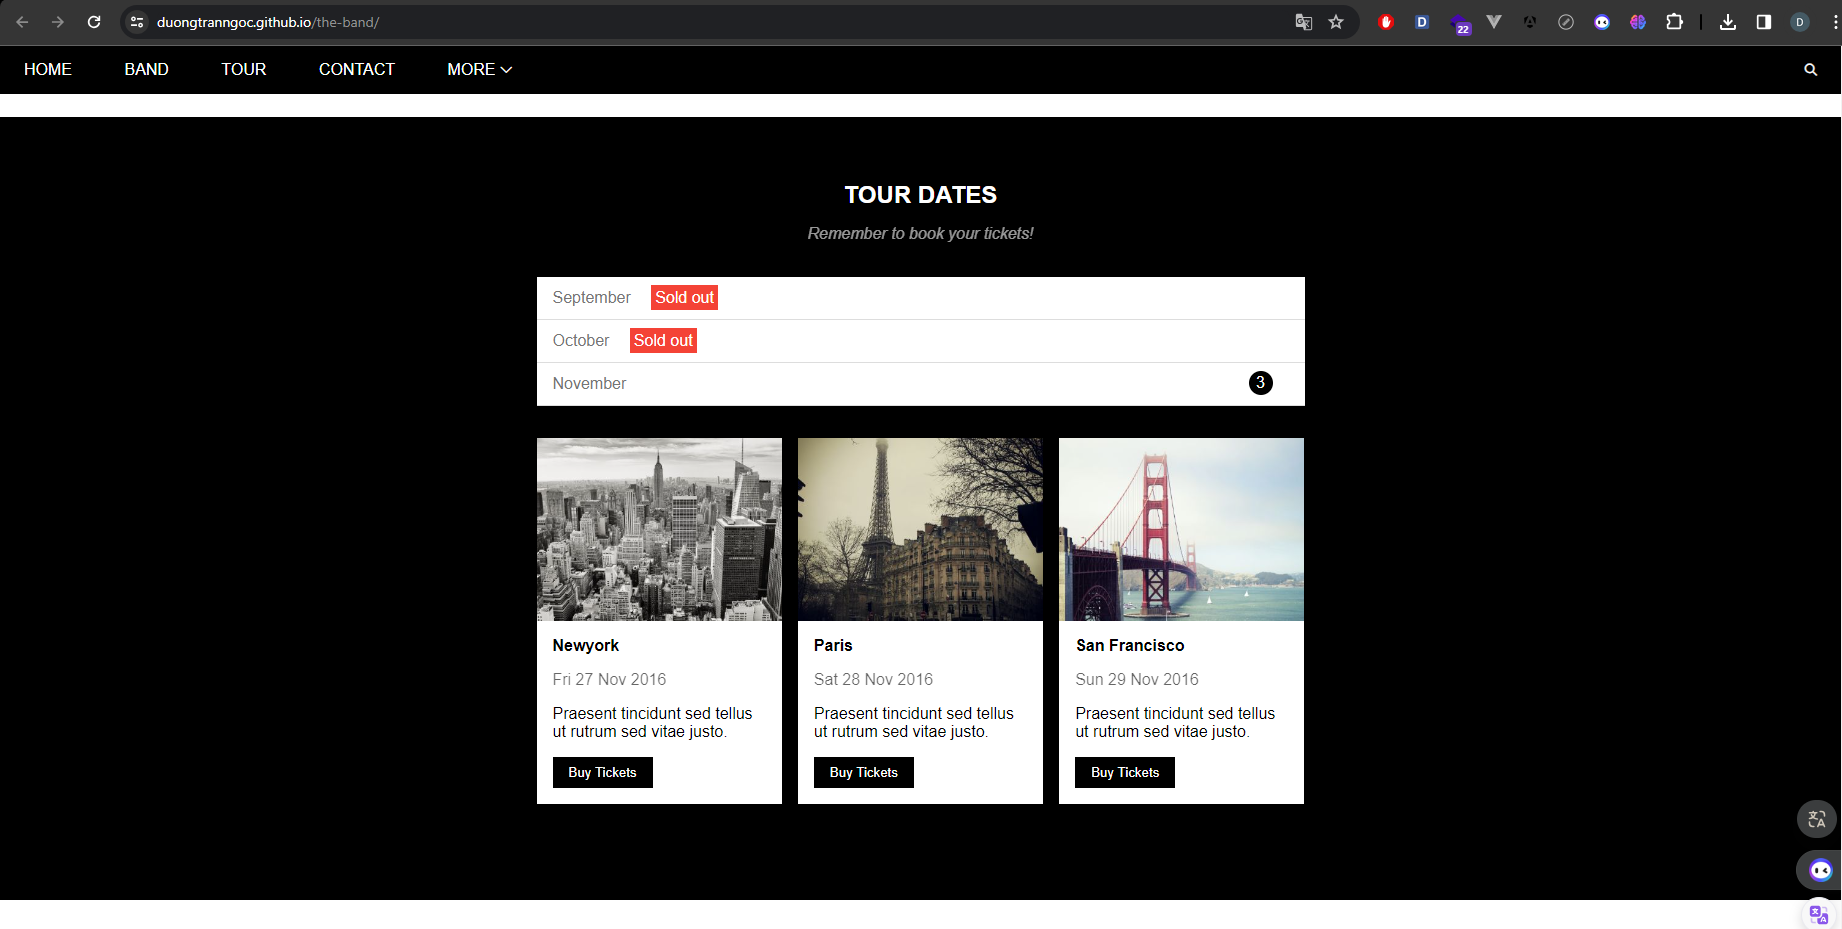 duongtranngoc.github.io/the-band/
22
D
D
HOME BAND TOUR CONTACT MORE
TOUR DATES
Remember to book your tickets!
September Sold out
October Sold out
November 3
Newyork
Fri 27 Nov 2016
Praesent tincidunt sed tellus
ut rutrum sed vitae justo.
Buy Tickets
Paris
Sat 28 Nov 2016
Praesent tincidunt sed tellus
ut rutrum sed vitae justo.
Buy Tickets
San Francisco
Sun 29 Nov 2016
Praesent tincidunt sed tellus
ut rutrum sed vitae justo.
Buy Tickets